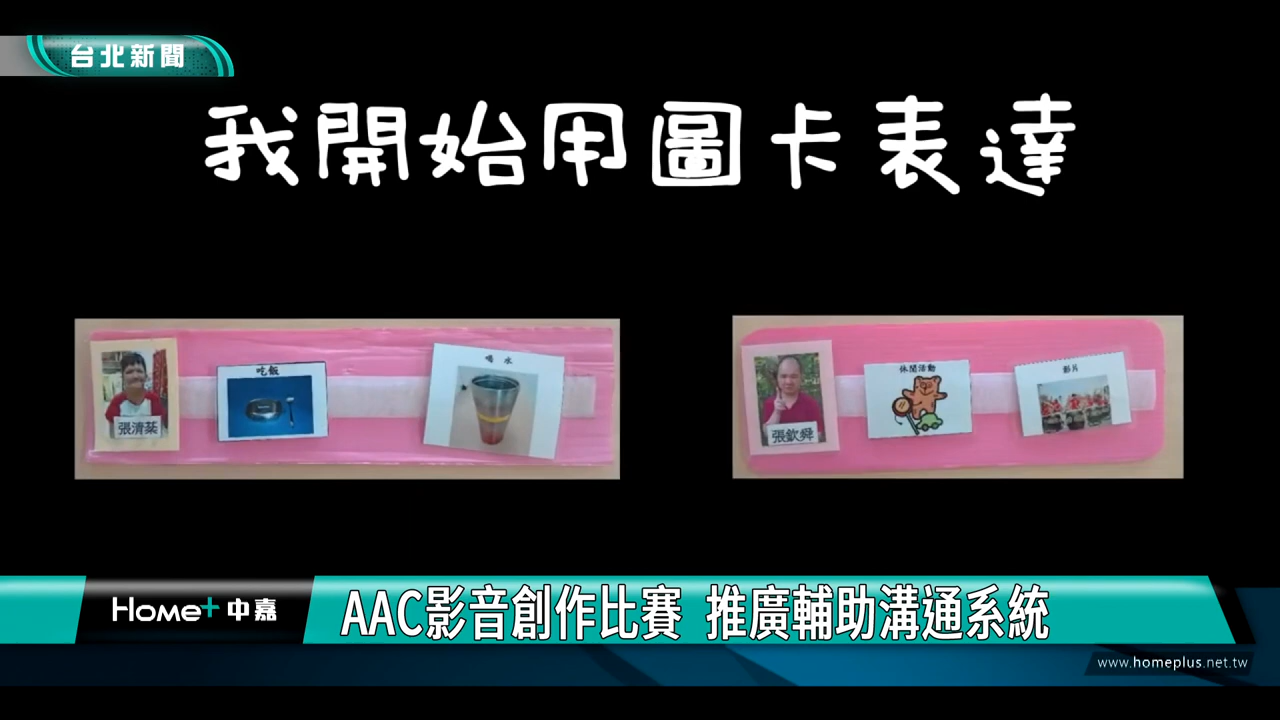 台北新聞
我開始用圖卡表達
吃飯
喝水
張清棻
休閒活動
影片
張欽舜
Home+中嘉
AAC影音創作比賽 推廣輔助溝通系統
www.homeplus.net.tw